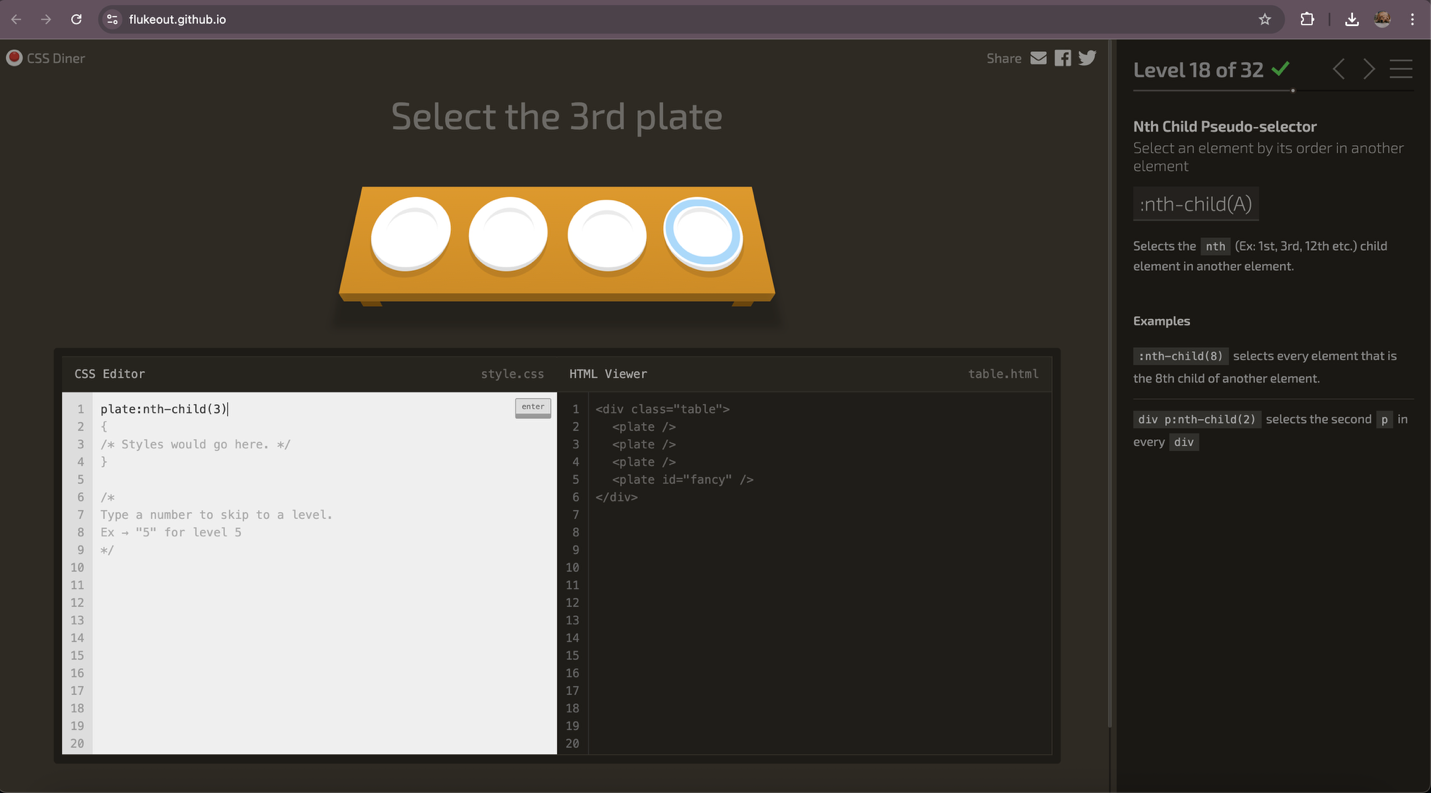 flukeout.github.io
CSS Diner
Share
Select the 3rd plate
CSS Editor
style.css
1 plate:nth-child(3)
enter
2 {
3 /* Styles would go here. */
4 }
5
6 /*
7 Type a number to skip to a level.
8 Ex → "5" for level 5
9 */
10
11
12
13
14
15
16
17
18
19
20
HTML Viewer
table.html
1 <div class="table">
2 <plate />
3 <plate />
4 <plate />
5 <plate id="fancy" />
6 </div>
7
8
9
10
11
12
13
14
15
16
17
18
19
20
Level 18 of 32
Nth Child Pseudo-selector
Select an element by its order in another
element
:nth-child(A)
Selects the nth (Ex: 1st, 3rd, 12th etc.) child
element in another element.
Examples
:nth-child(8) selects every element that is
the 8th child of another element.
div p:nth-child(2) selects the second p in
every div